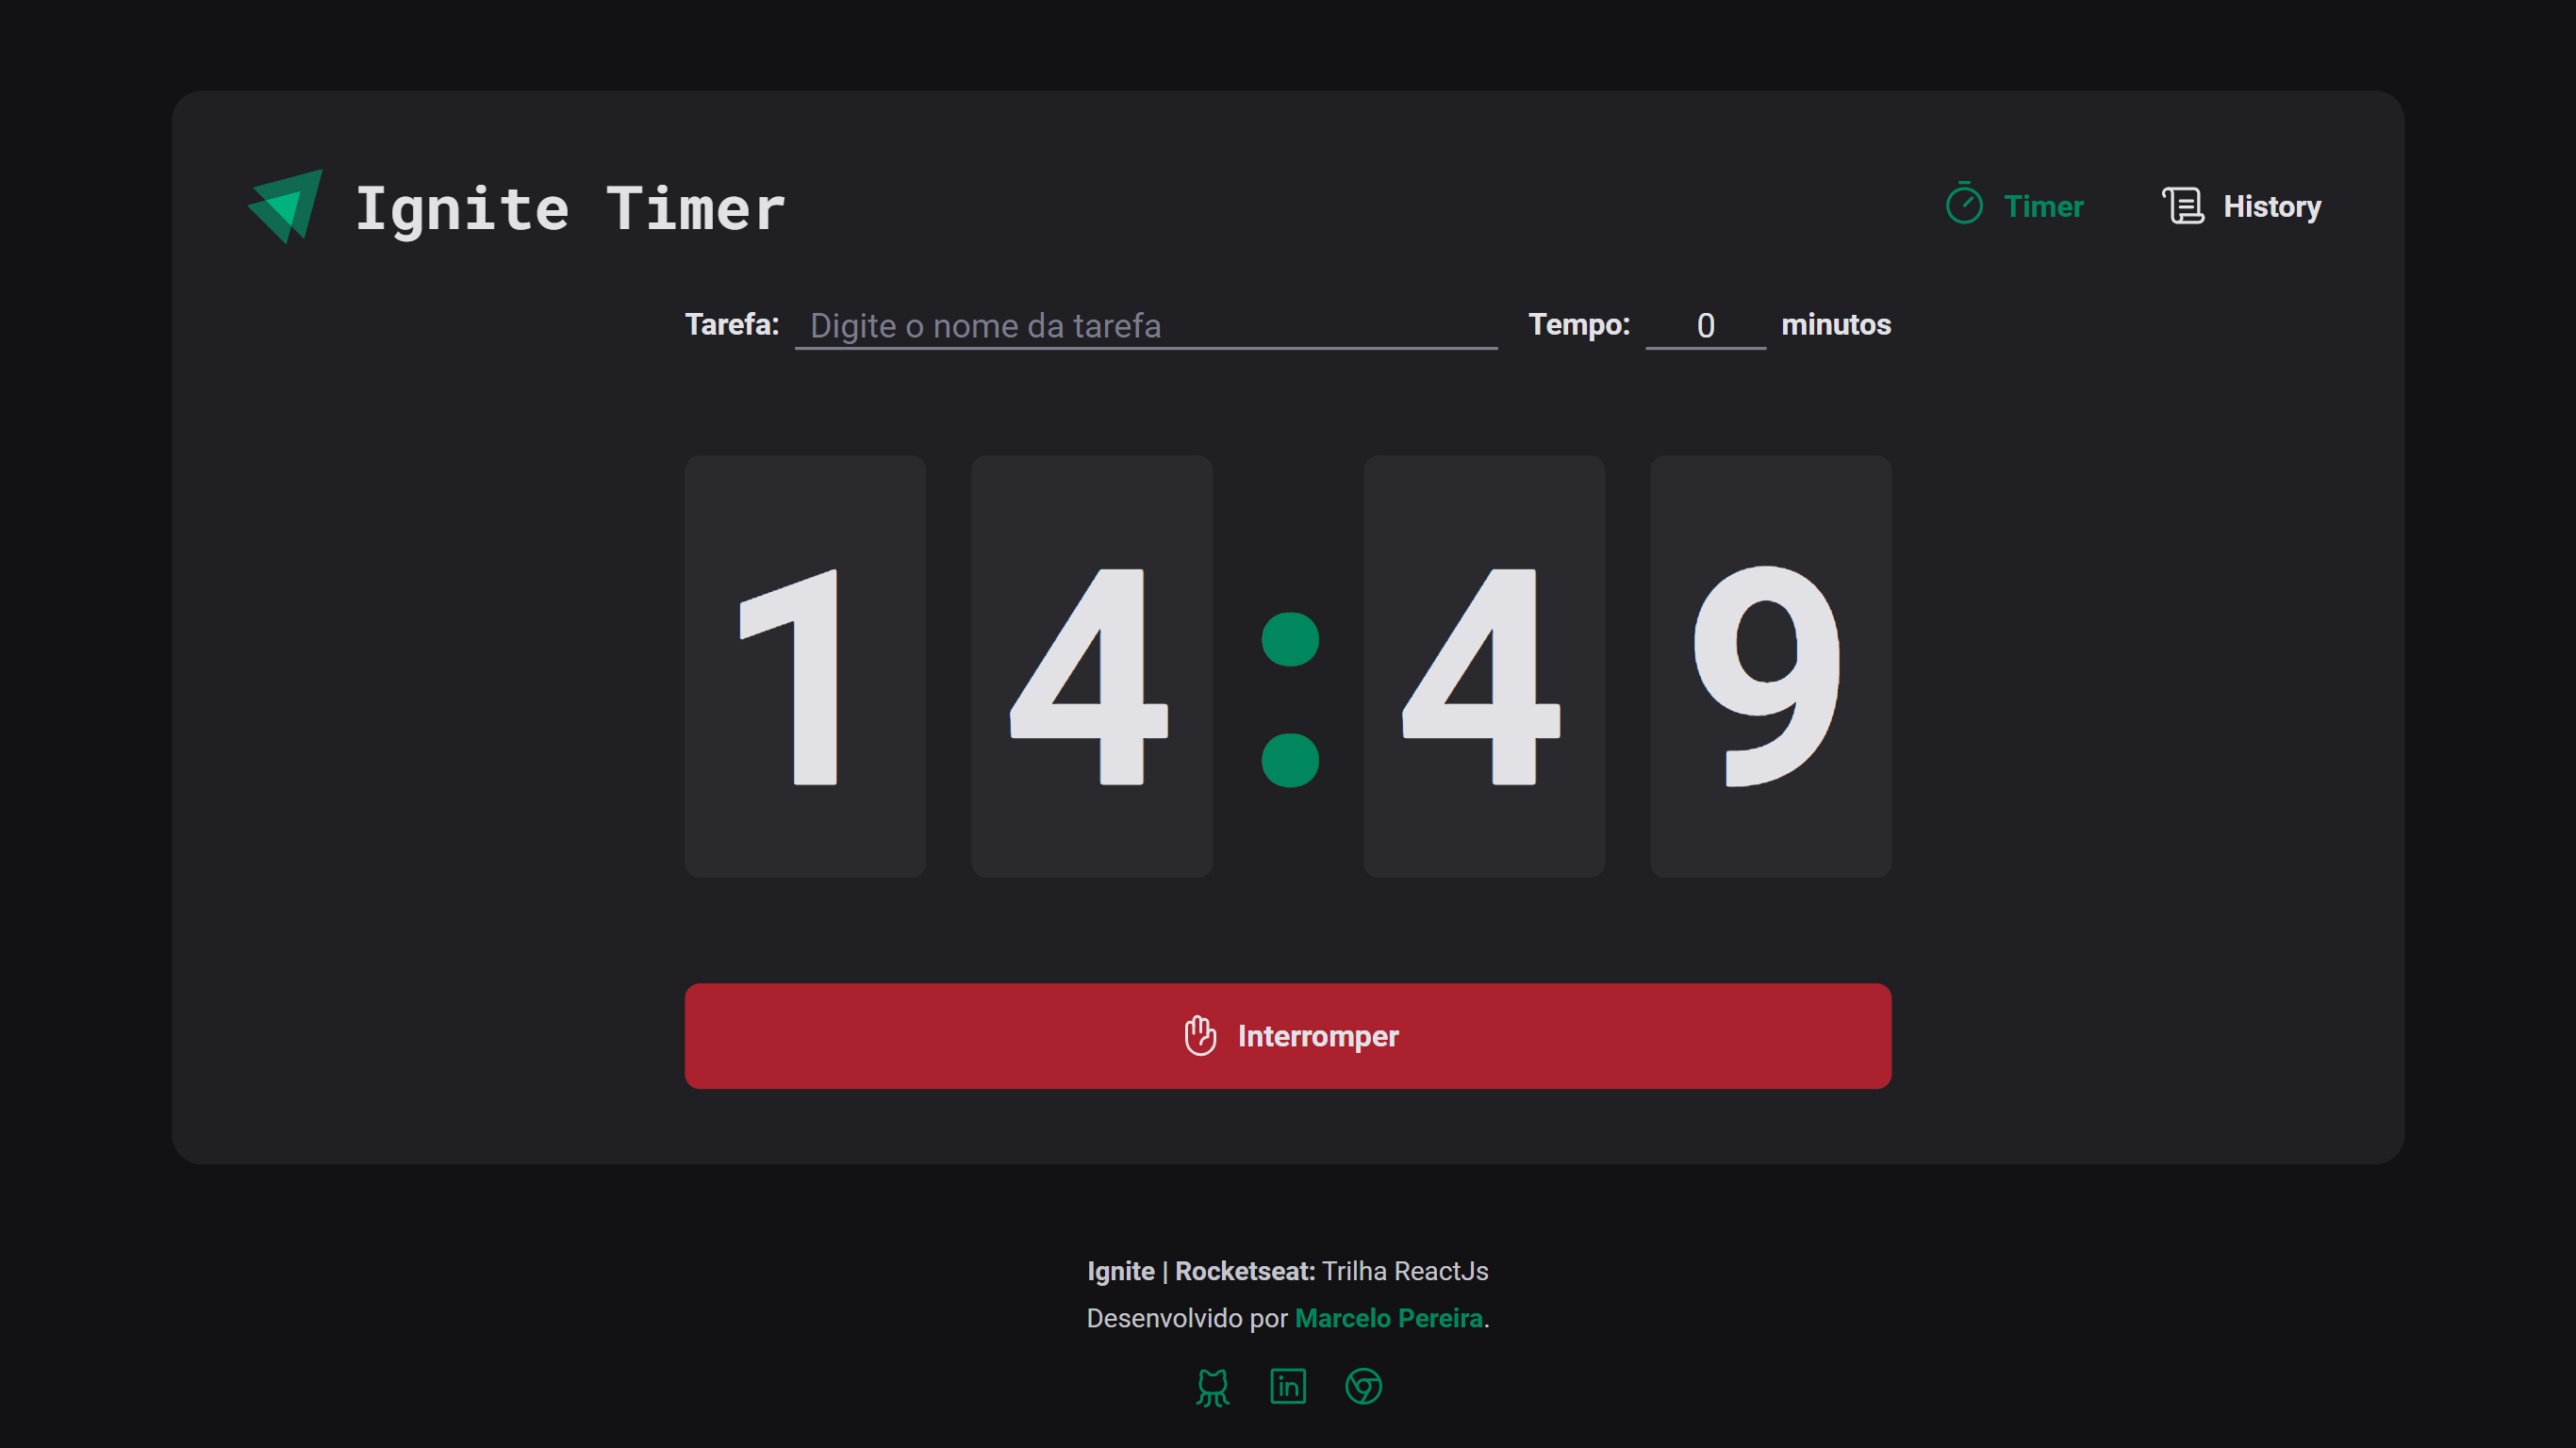 Ignite Timer
Timer
History
Tarefa: Digite o nome da tarefa Tempo: 0 minutos
14:49
Interromper
Ignite | Rocketseat: Trilha ReactJs
Desenvolvido por Marcelo Pereira.
in